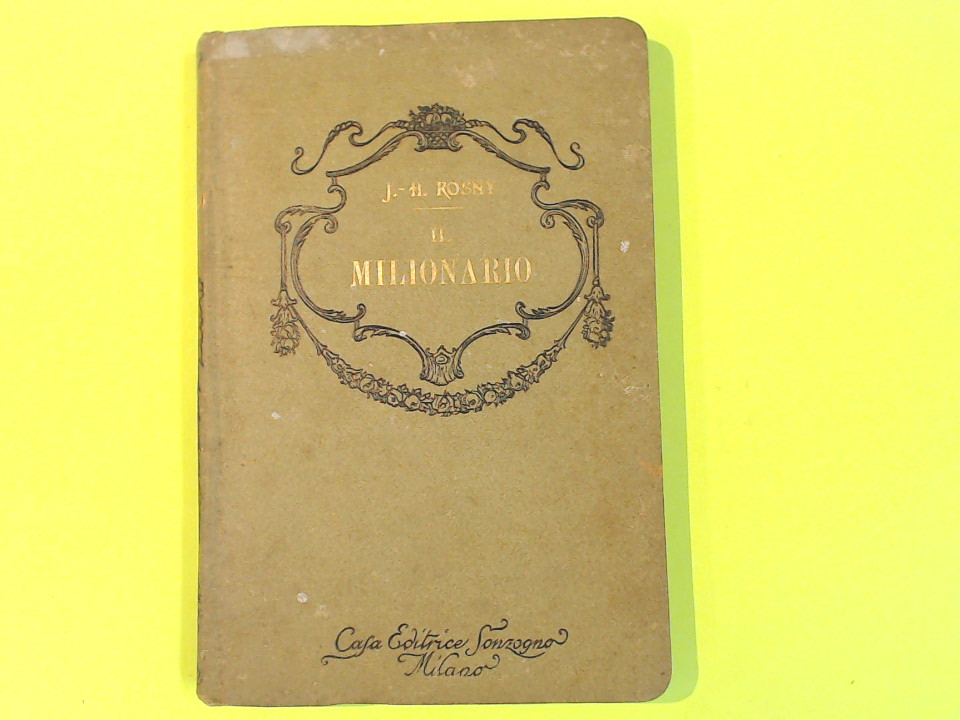 J.-H. ROSNY
IL
MILIONARIO
Casa Editrice Sonzogno
Milano